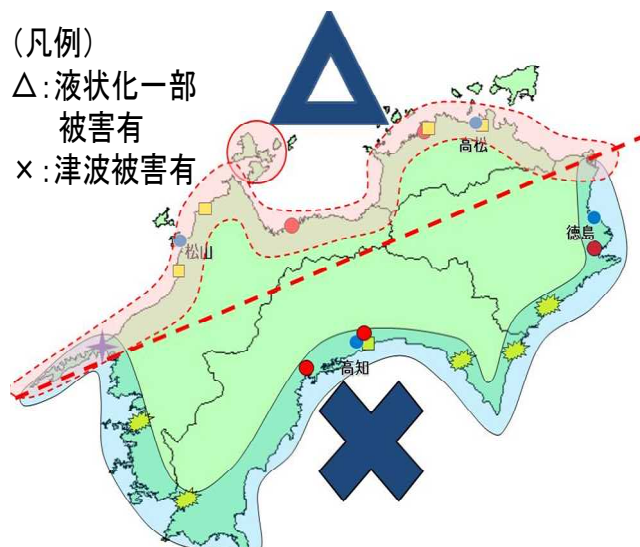 (凡例)
△:液状化一部
被害有
×:津波被害有
高松
徳島
松山
高知